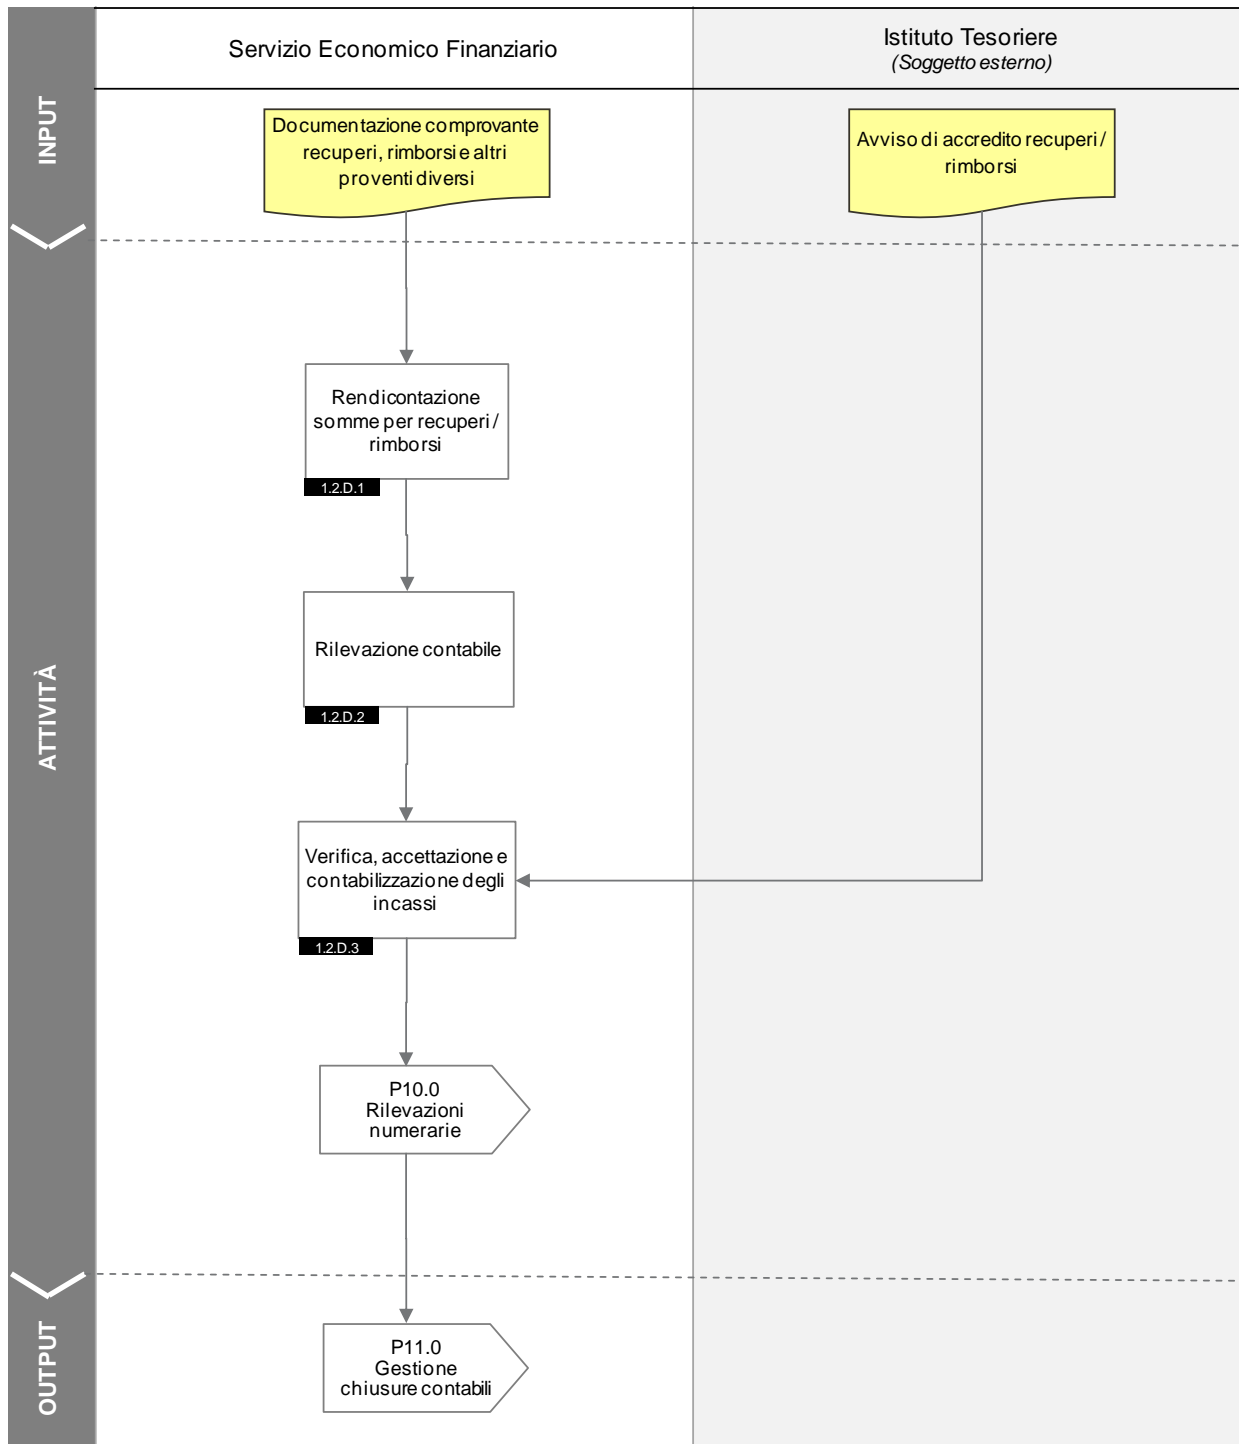 Servizio Economico Finanziario
Istituto Tesoriere
(Soggetto esterno)
INPUT
Documentazione comprovante
recuperi, rimborsi e altri
proventi diversi
Avviso di accredito recuperi/
rimborsi
ATTIVITÀ
Rendicontazione
somme per recuperi/
rimborsi
1.2.D.1
Rilevazione contabile
1.2.D.2
Verifica, accettazione e
contabilizzazione degli
incassi
1.2.D.3
P10.0
Rilevazioni
numerarie
OUTPUT
P11.0
Gestione
chiusure contabili